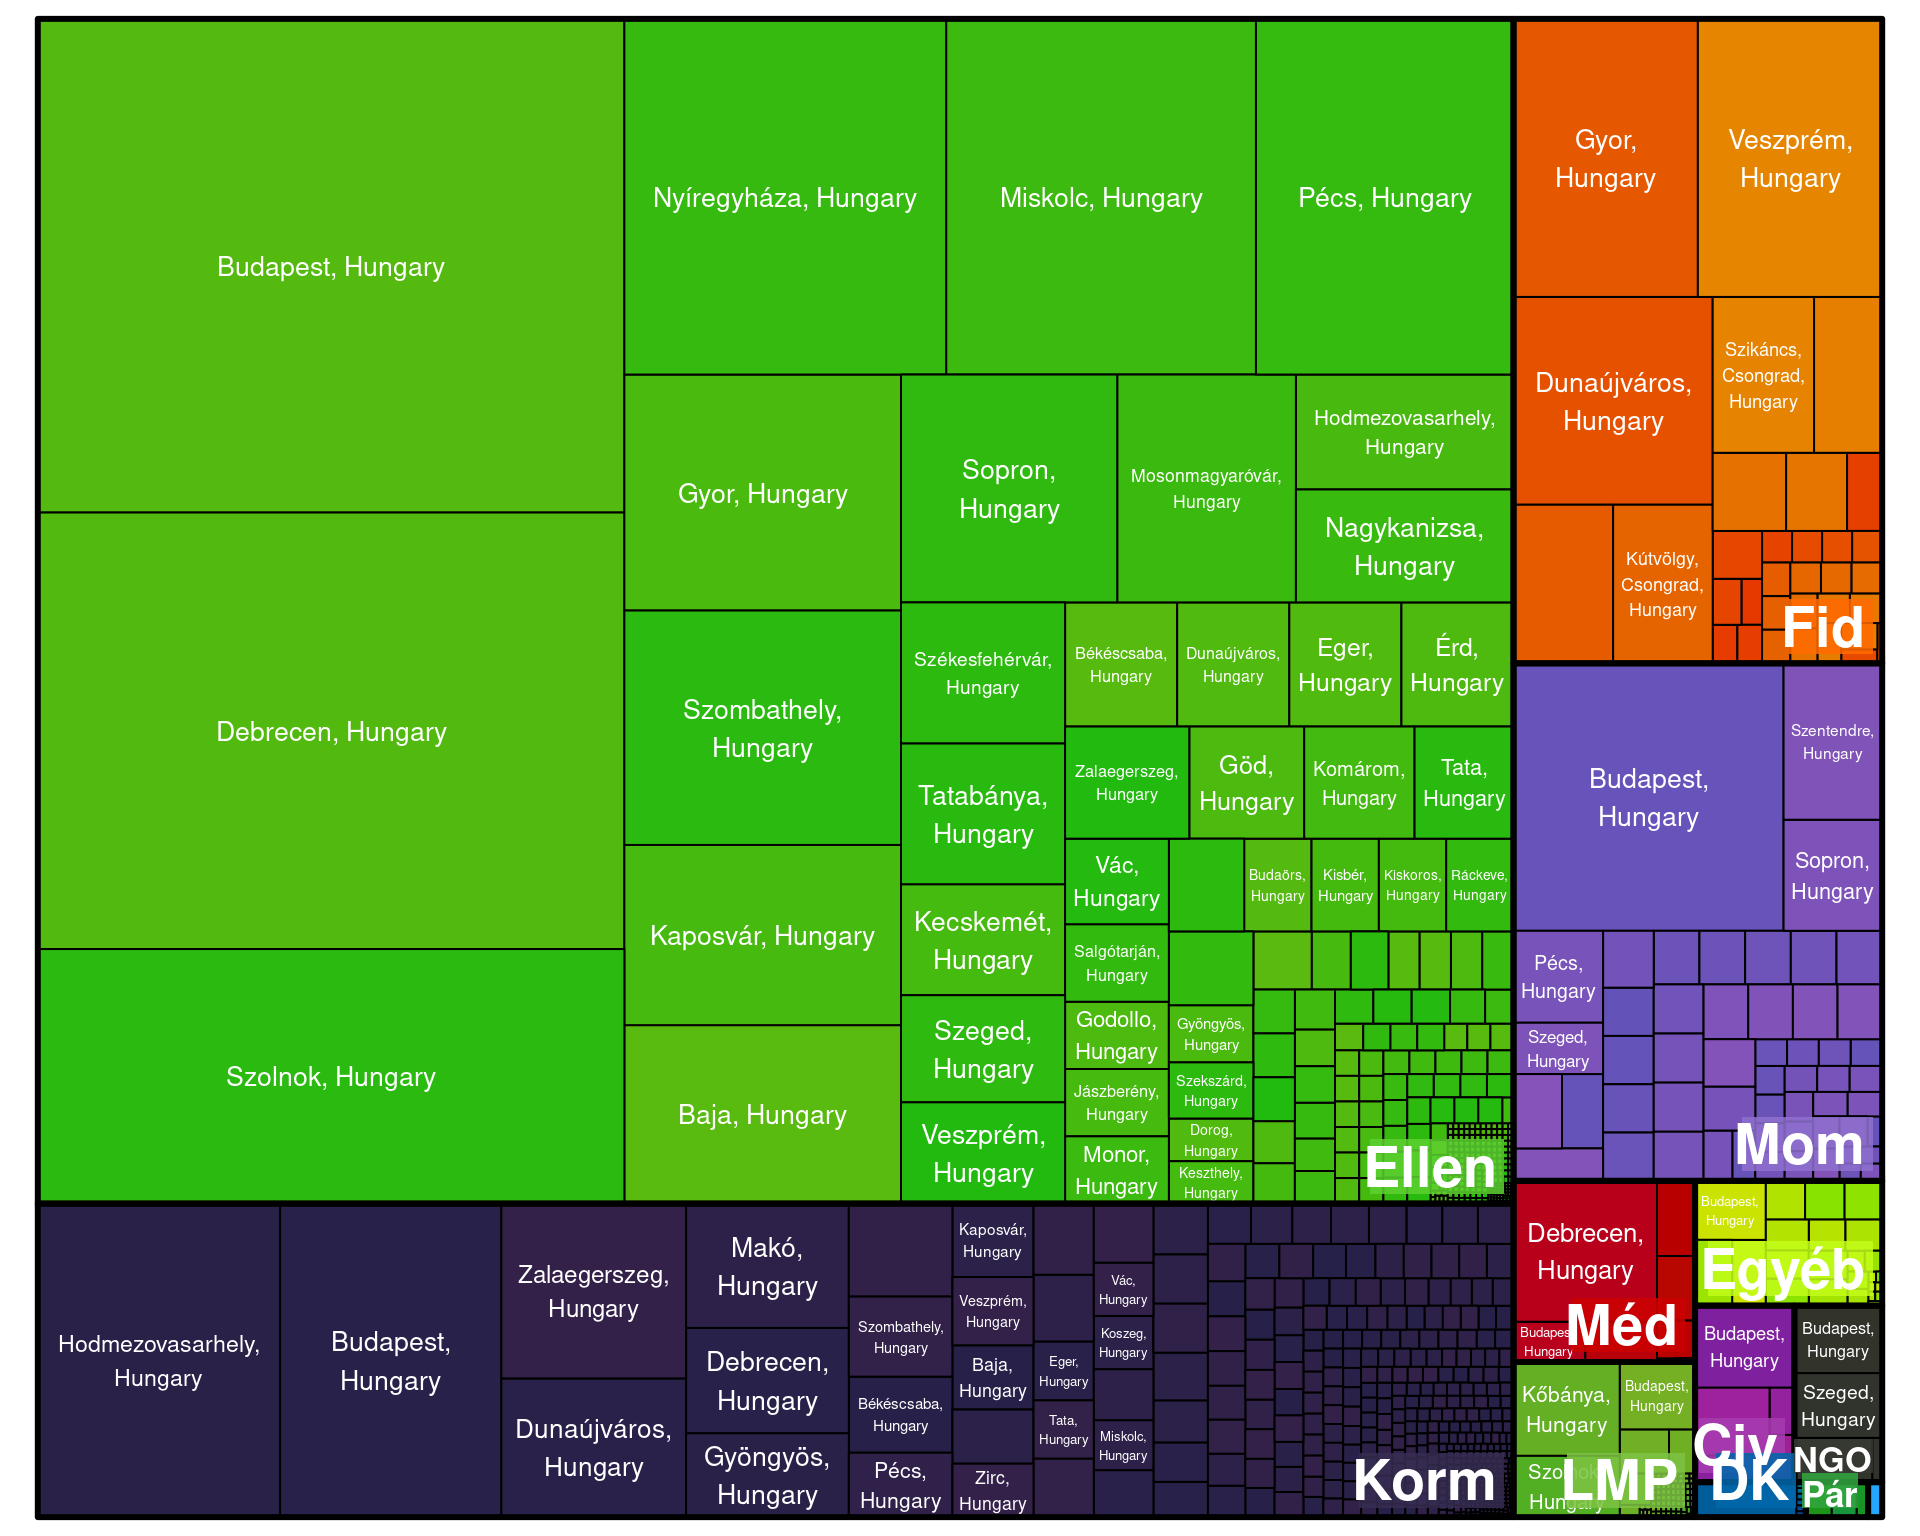 Budapest, Hungary
Debrecen, Hungary
Szolnok, Hungary
Nyíregyháza, Hungary
Miskolc, Hungary
Pécs, Hungary
Gyor, Hungary
Szombathely,
Hungary
Kaposvár, Hungary
Baja, Hungary
Sopron,
Hungary
Mosonmagyaróvár,
Hungary
Hodmezovasarhely,
Hungary
Nagykanizsa,
Hungary
Székesfehérvár,
Hungary
Tatabánya,
Hungary
Kecskemét,
Hungary
Szeged,
Hungary
Veszprém,
Hungary
Békéscsaba,
Hungary
Dunaújváros,
Hungary
Eger,
Hungary
Érd,
Hungary
Zalaegerszeg,
Hungary
Göd,
Hungary
Komárom,
Hungary
Tata,
Hungary
Vác,
Hungary
Budaörs,
Hungary
Kisbér,
Hungary
Kiskoros,
Hungary
Ráckeve,
Hungary
Salgótarján,
Hungary
Godollo,
Hungary
Jászberény,
Hungary
Monor,
Hungary
Gyöngyös,
Hungary
Szekszárd,
Hungary
Dorog,
Hungary
Keszthely,
Hungary
Ellen
Hodmezovasarhely,
Hungary
Budapest,
Hungary
Zalaegerszeg,
Hungary
Dunaújváros,
Hungary
Makó,
Hungary
Debrecen,
Hungary
Gyöngyös,
Hungary
Szombathely,
Hungary
Békéscsaba,
Hungary
Pécs,
Hungary
Kaposvár,
Hungary
Veszprém,
Hungary
Baja,
Hungary
Zirc,
Hungary
Eger,
Hungary
Tata,
Hungary
Vác,
Hungary
Koszeg,
Hungary
Miskolc,
Hungary
Korm
Gyor,
Hungary
Veszprém,
Hungary
Dunaújváros,
Hungary
Szikáncs,
Csongrad,
Hungary
Kútvölgy,
Csongrad,
Hungary
Fid
Budapest,
Hungary
Szentendre,
Hungary
Sopron,
Hungary
Pécs,
Hungary
Szeged,
Hungary
Mom
Debrecen,
Hungary
Hungary
Méd
Budapest,
Hungary
Egyéb
Kőbánya,
Hungary
Budapest,
Hungary
LMP
Budapest,
Hungary
Civ
Budapest,
Hungary
Szeged,
Hungary
NGO
DK
Pár